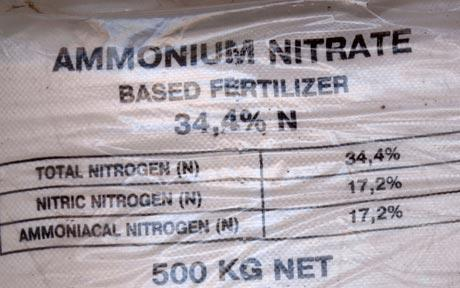 AMMONIUM NITRATE
BASED FERTILIZER
34,4% N
TOTAL NITROGEN (N) 34,4%
NITRIC NITROGEN (N) 17,2%
AMMONIACAL NITROGEN (N) 17,2%
500 KG NET